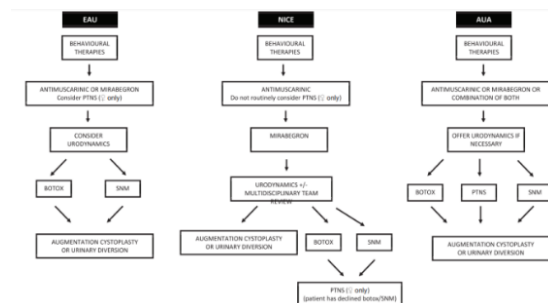 EAU
BEHAVIOURAL
THERAPIES
ANTIMUSCARINIC OR MIRABEGRON
Consider PTNS (♀ only)
CONSIDER
URODYNAMICS
BOTOX
SNM
AUGMENTATION CYSTOPLASTY
OR URINARY DIVERSION
NICE
BEHAVIOURAL
THERAPIES
ANTIMUSCARINIC
Do not routinely consider PTNS (♀ only)
MIRABEGRON
URODYNAMICS +/-
MULTIDISCIPLINARY TEAM
REVIEW
AUGMENTATION CYSTOPLASTY
OR URINARY DIVERSION
BOTOX
SNM
PTNS (♀ only)
(patient has declined botox/SNM)
AUA
BEHAVIOURAL
THERAPIES
ANTIMUSCARINIC OR MIRABEGRON OR
COMBINATION OF BOTH
OFFER URODYNAMICS IF
NECESSARY
BOTOX
PTNS
SNM
AUGMENTATION CYSTOPLASTY
OR URINARY DIVERSION